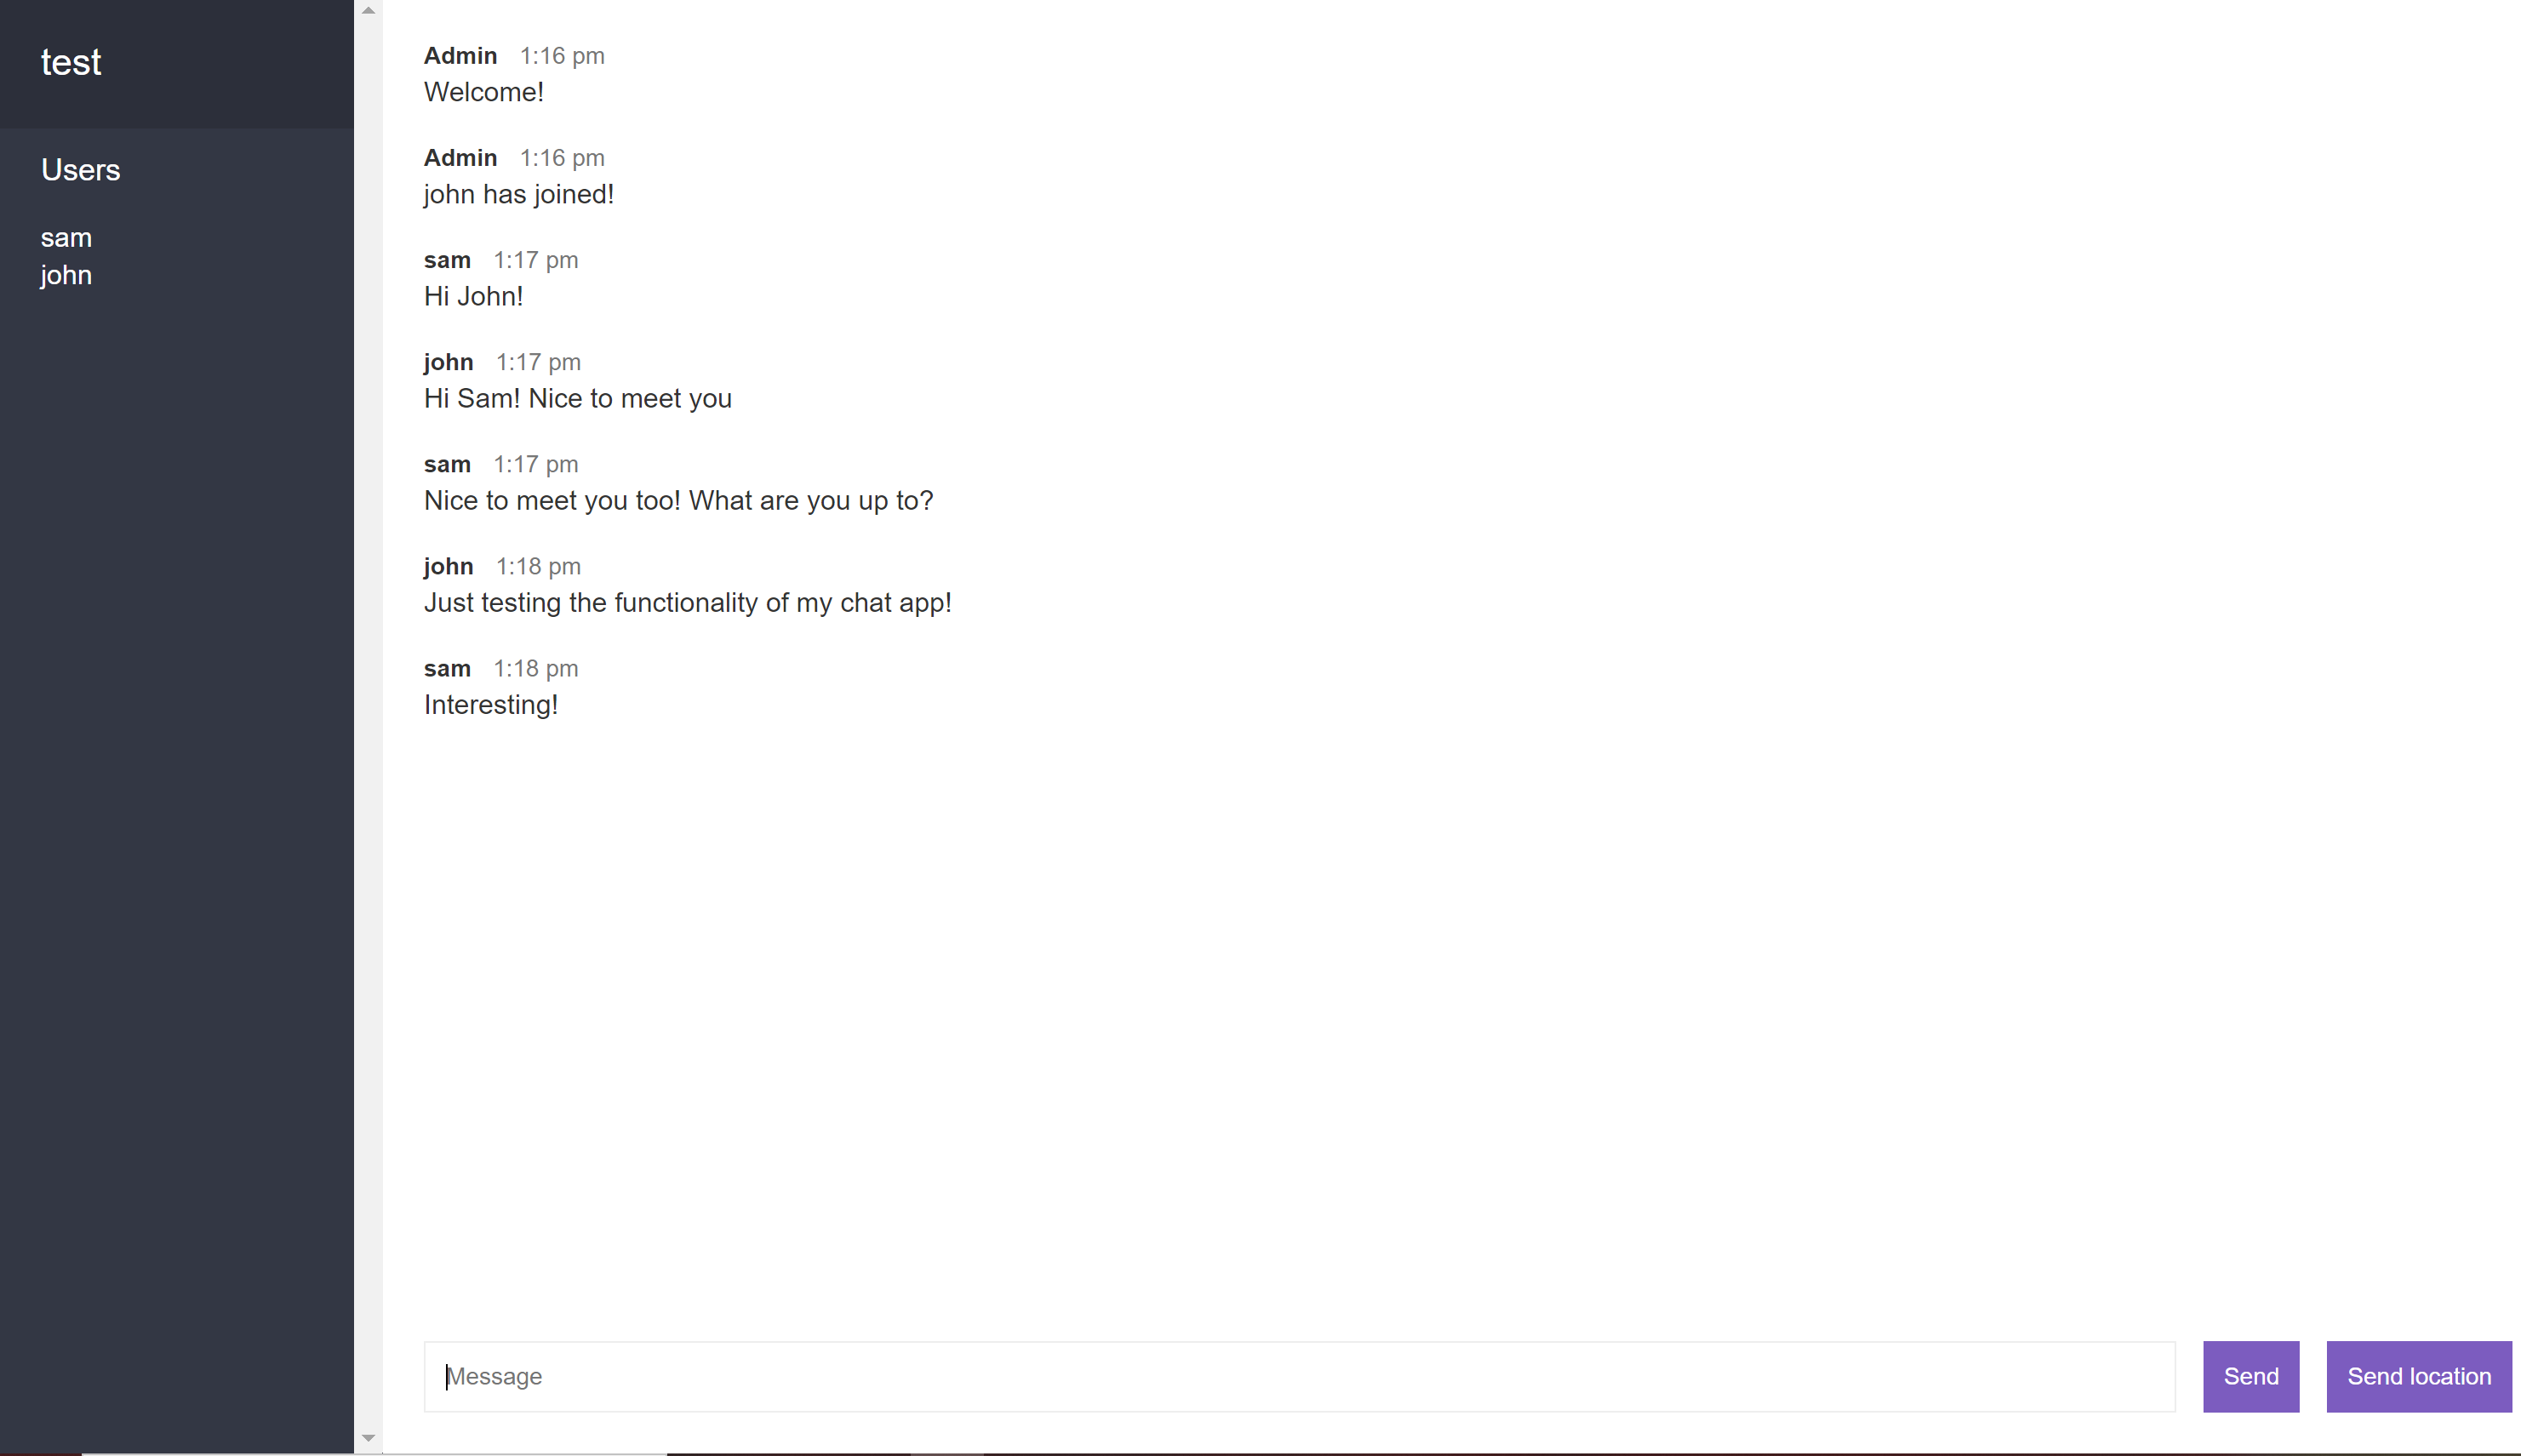 test
Users
sam
john
Admin 1:16 pm
Welcome!
Admin 1:16 pm
john has joined!
sam 1:17 pm
Hi John!
john 1:17 pm
Hi Sam! Nice to meet you
sam 1:17 pm
Nice to meet you too! What are you up to?
john 1:18 pm
Just testing the functionality of my chat app!
sam 1:18 pm
Interesting!
Message
Send
Send location